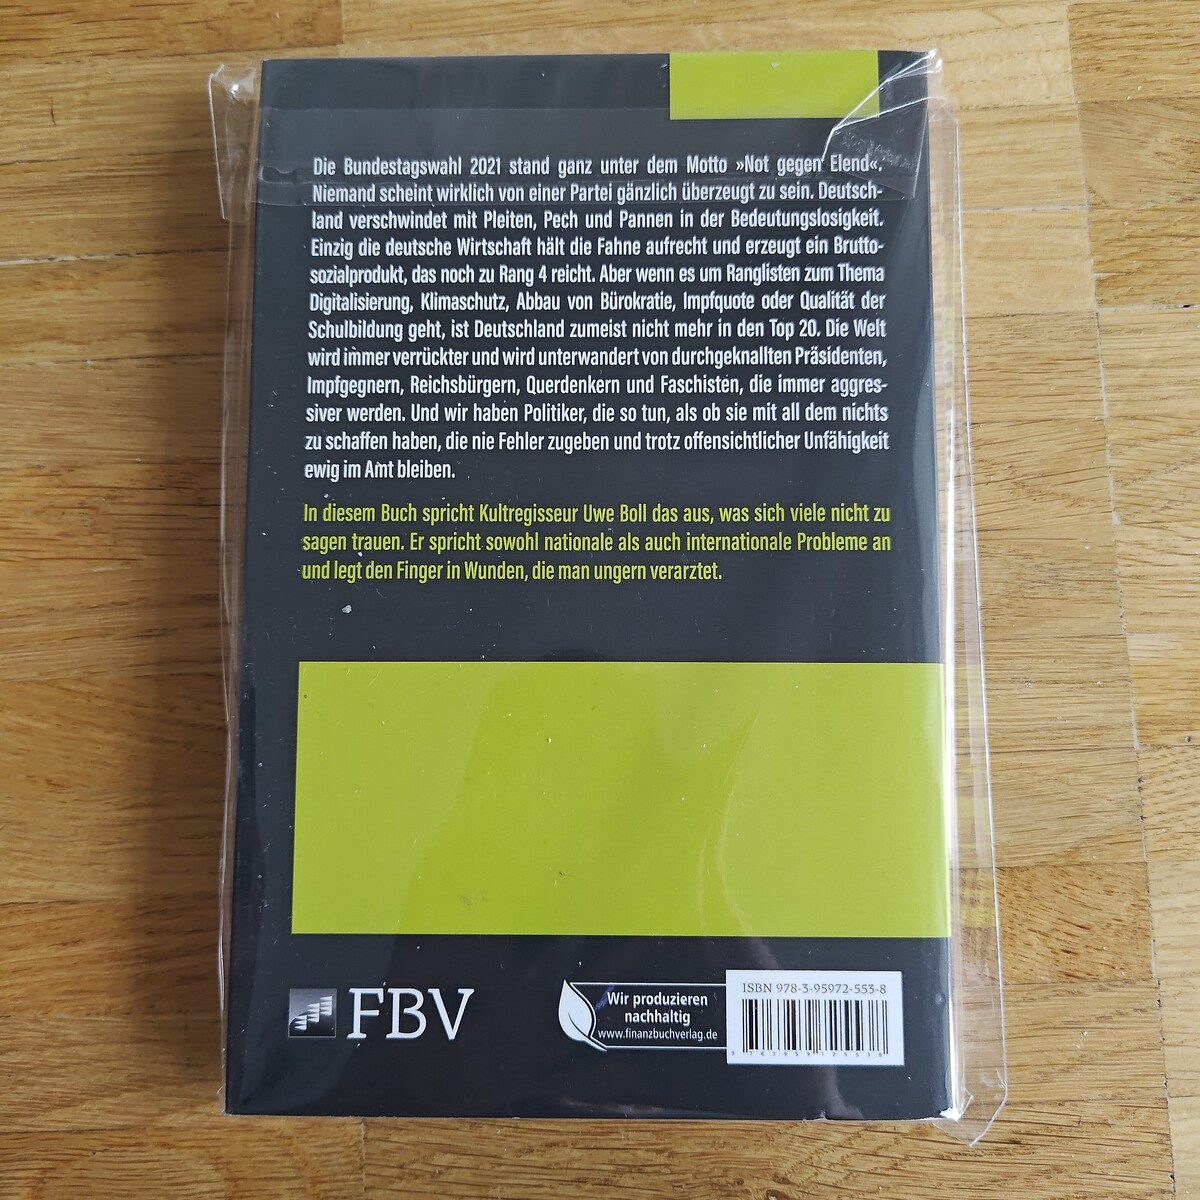 Die Bundestagswahl 2021 stand ganz unter dem Motto »Not gegen Elend«.
Niemand scheint wirklich von einer Partei gänzlich überzeugt zu sein. Deutsch-
land verschwindet mit Pleiten, Pech und Pannen in der Bedeutungslosigkeit.
Einzig die deutsche Wirtschaft hält die Fahne aufrecht und erzeugt ein Brutto-
sozialprodukt, das noch zu Rang 4 reicht. Aber wenn es um Ranglisten zum Thema
Digitalisierung, Klimaschutz, Abbau von Bürokratie, Impfquote oder Qualität der
Schulbildung geht, ist Deutschland zumeist nicht mehr in den Top 20. Die Welt
wird immer verrückter und wird unterwandert von durchgeknallten Präsidenten,
Impfgegnern, Reichsbürgern, Querdenkern und Faschisten, die immer aggres-
siver werden. Und wir haben Politiker, die so tun, als ob sie mit all dem nichts
zu schaffen haben, die nie Fehler zugeben und trotz offensichtlicher Unfähigkeit
ewig im Amt bleiben.
In diesem Buch spricht Kultregisseur Uwe Boll das aus, was sich viele nicht zu
sagen trauen. Er spricht sowohl nationale als auch internationale Probleme an
und legt den Finger in Wunden, die man ungern verarztet.
FBV
Wir produzieren
nachhaltig
www.finanzbuchverlag.de
ISBN 978-3-95972-553-8
9 783959 725538